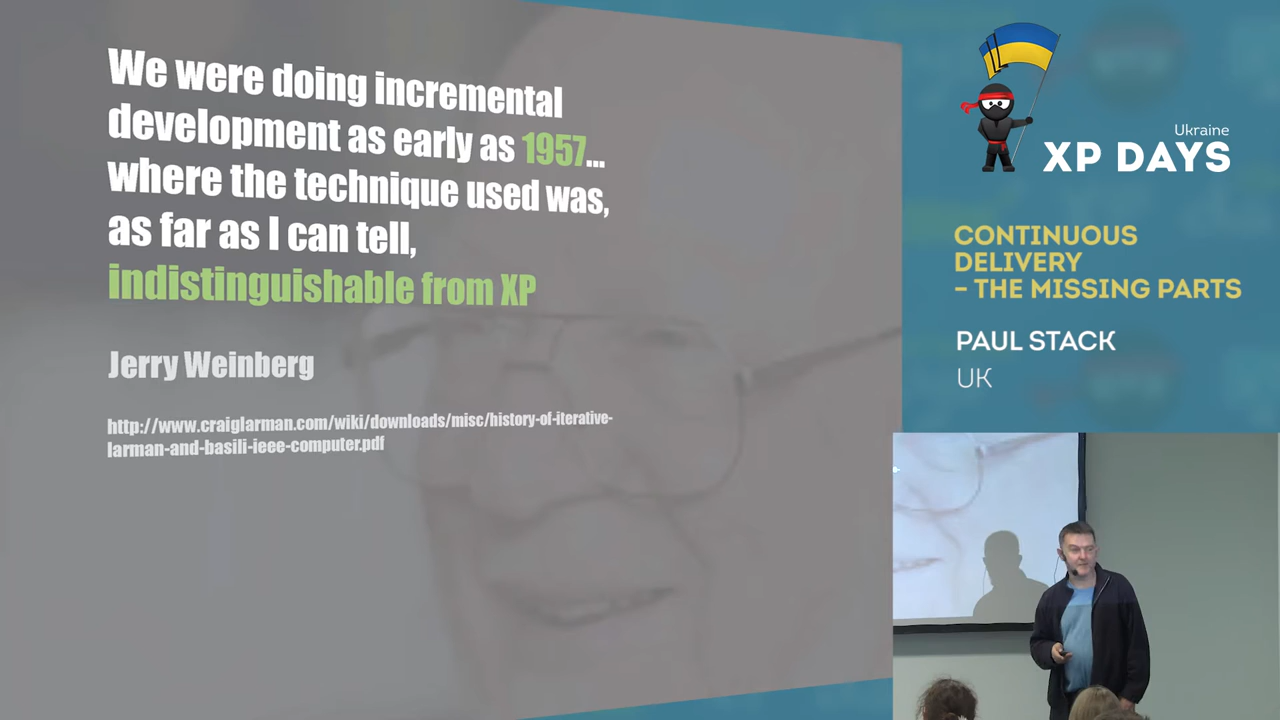 We were doing incremental
development as early as 1957...
where the technique used was,
as far as I can tell,
indistinguishable from XP
Jerry Weinberg
http://www.craiglarman.com/wiki/downloads/misc/history-of-iterative-
larman-and-basili-ieee-computer.pdf
Ukraine
XP DAYS
CONTINUOUS
DELIVERY
– THE MISSING PARTS
PAUL STACK
UK